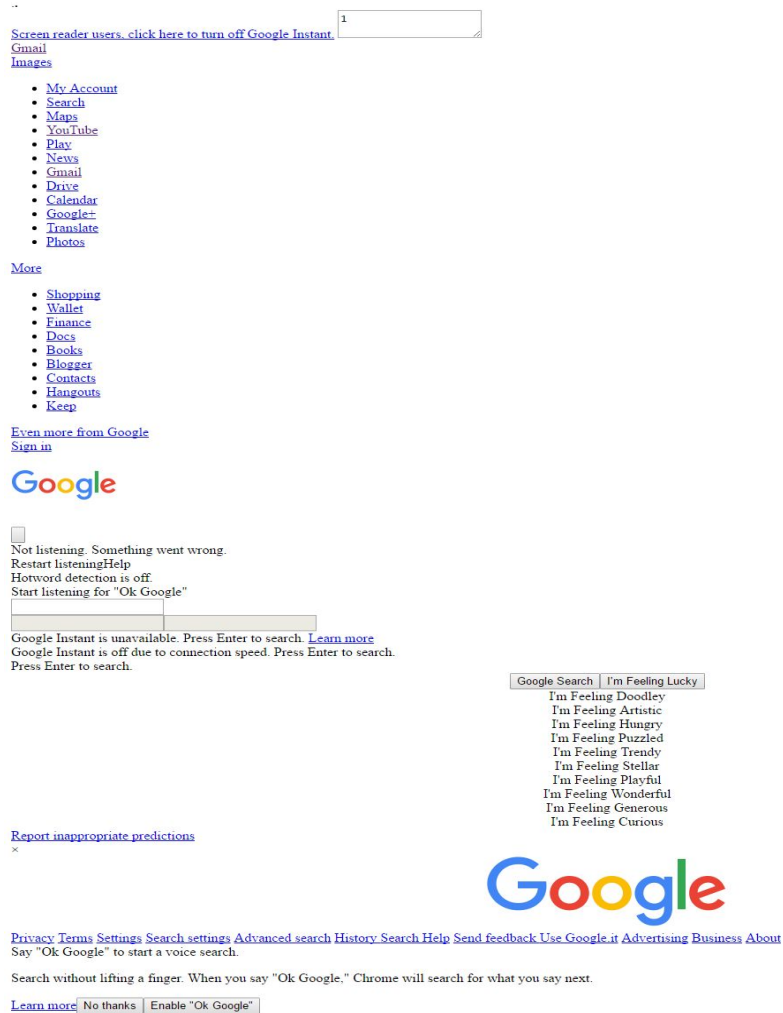 Screen reader users, click here to turn off Google Instant. 1
Gmail
Images
My Account
Search
Maps
YouTube
Play
News
Gmail
Drive
Calendar
Google+
Translate
Photos
More
Shopping
Wallet
Finance
Docs
Books
Blogger
Contacts
Hangouts
Keep
Even more from Google
Sign in
Google
Not listening. Something went wrong.
Restart listeningHelp
Hotword detection is off.
Start listening for "Ok Google"
Google Instant is unavailable. Press Enter to search. Learn more
Google Instant is off due to connection speed. Press Enter to search.
Press Enter to search.
Google Search I'm Feeling Lucky
I'm Feeling Doodley
I'm Feeling Artistic
I'm Feeling Hungry
I'm Feeling Puzzled
I'm Feeling Trendy
I'm Feeling Stellar
I'm Feeling Playful
I'm Feeling Wonderful
I'm Feeling Generous
I'm Feeling Curious
Report inappropriate predictions
×
Google
Privacy Terms Settings Search settings Advanced search History Search Help Send feedback Use Google.it Advertising Business About
Say "Ok Google" to start a voice search.
Search without lifting a finger. When you say "Ok Google," Chrome will search for what you say next.
Learn more No thanks Enable "Ok Google"